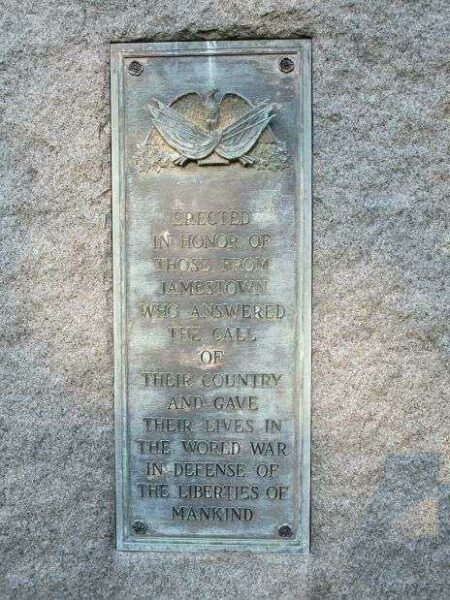 ERECTED
IN HONOR OF
THOSE FROM
JAMESTOWN
WHO ANSWERED
THE CALL
OF
THEIR COUNTRY
AND GAVE
THEIR LIVES IN
THE WORLD WAR
IN DEFENSE OF
THE LIBERTIES OF
MANKIND